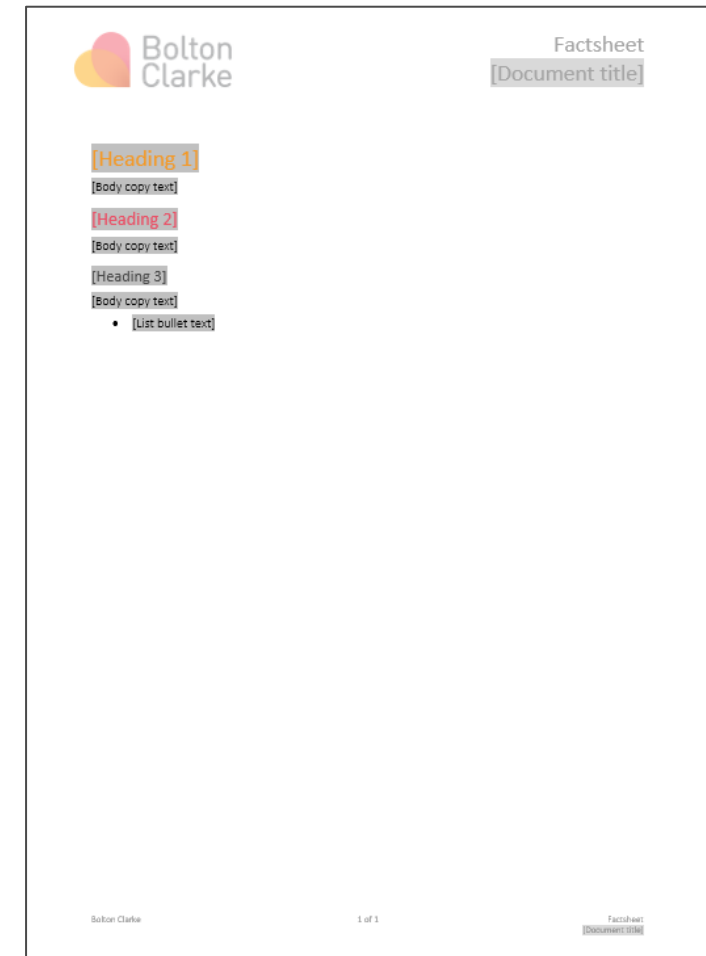 Bolton
Clarke
Factsheet
[Document title]
[Heading 1]
[Body copy text]
[Heading 2]
[Body copy text]
[Heading 3]
[Body copy text]
• [List bullet text]
Bolton Clarke
1 of 1
Factsheet
[Document title]